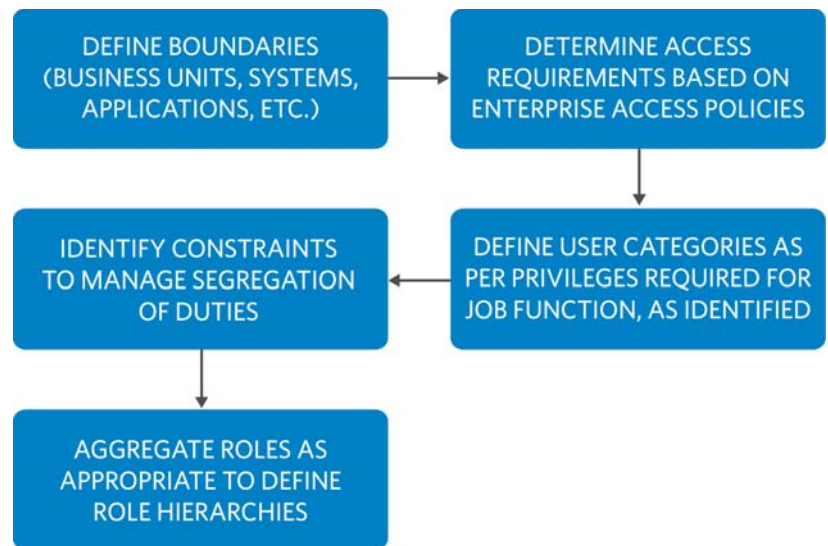 DEFINE BOUNDARIES
(BUSINESS UNITS, SYSTEMS,
APPLICATIONS, ETC.)
DETERMINE ACCESS
REQUIREMENTS BASED ON
ENTERPRISE ACCESS POLICIES
DEFINE USER CATEGORIES AS
PER PRIVILEGES REQUIRED FOR
JOB FUNCTION, AS IDENTIFIED
IDENTIFY CONSTRAINTS
TO MANAGE SEGREGATION
OF DUTIES
AGGREGATE ROLES AS
APPROPRIATE TO DEFINE
ROLE HIERARCHIES